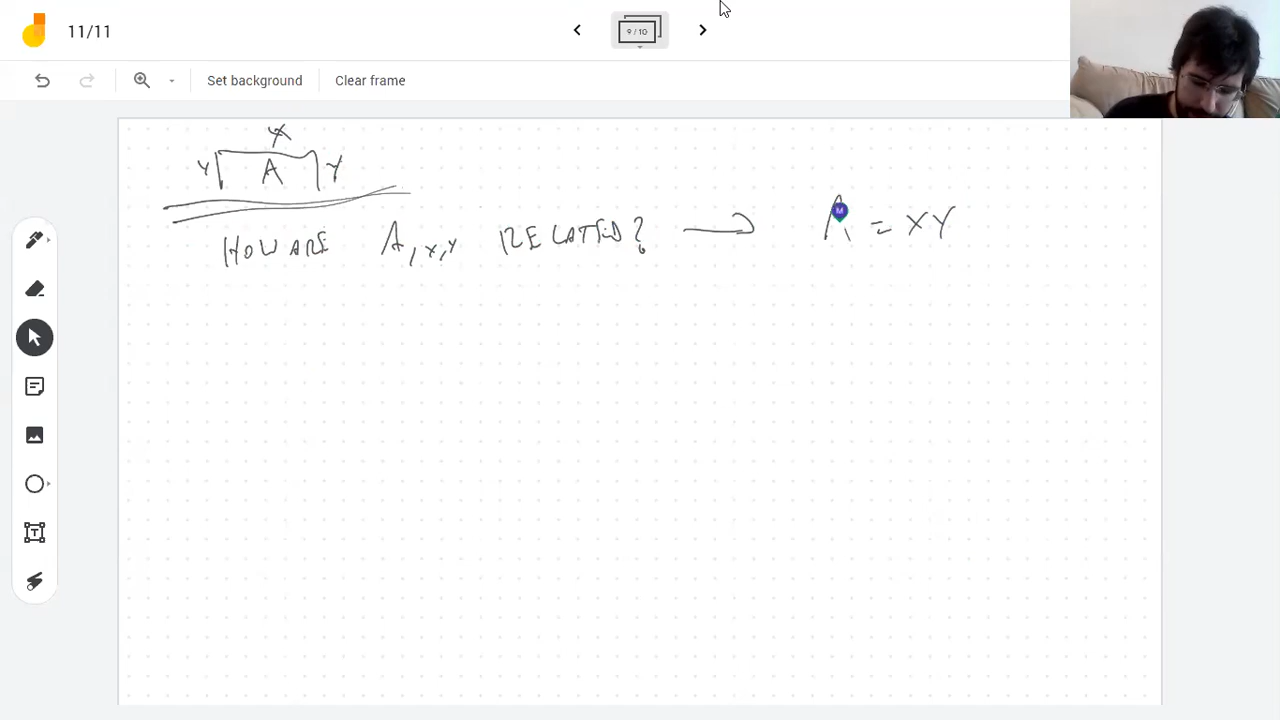 11/11
9 / 10
Set background
Clear frame
X
Y A Y
HOW ARE A, X, Y RELATED? → A = XY
M
T